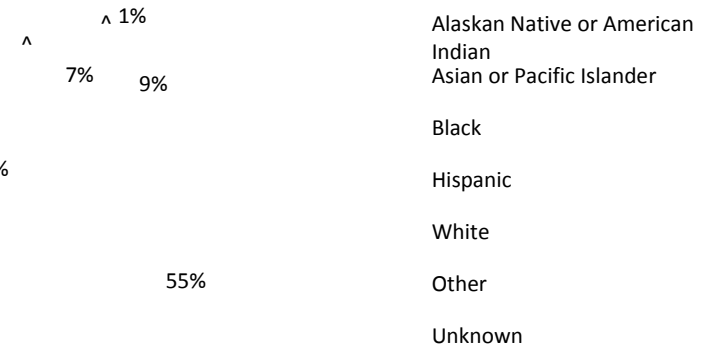 ^ 1%
^
7%
9%
%
55%
Alaskan Native or American
Indian
Asian or Pacific Islander
Black
Hispanic
White
Other
Unknown